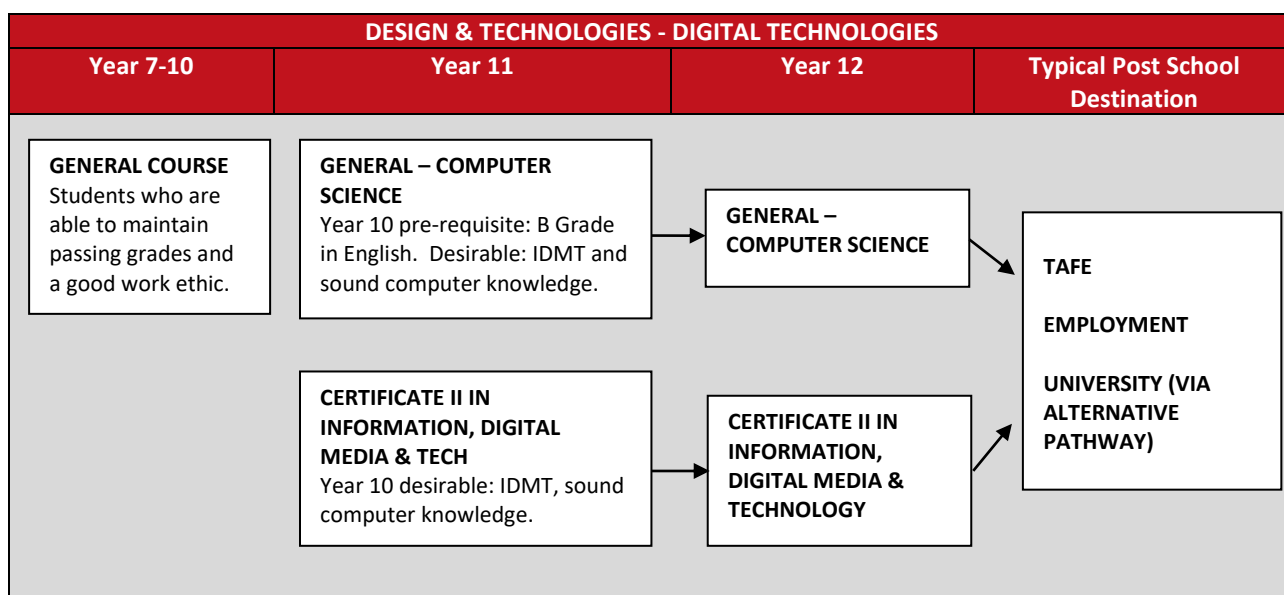 DESIGN & TECHNOLOGIES - DIGITAL TECHNOLOGIES
Year 7-10
Year 11
Year 12
Typical Post School
Destination
GENERAL COURSE
Students who are
able to maintain
passing grades and
a good work ethic.
GENERAL – COMPUTER
SCIENCE
Year 10 pre-requisite: B Grade
in English.  Desirable: IDMT and
sound computer knowledge.
GENERAL –
COMPUTER SCIENCE
TAFE
EMPLOYMENT
UNIVERSITY (VIA
ALTERNATIVE
PATHWAY)
CERTIFICATE II IN
INFORMATION, DIGITAL
MEDIA & TECH
Year 10 desirable: IDMT, sound
computer knowledge.
CERTIFICATE II IN
INFORMATION,
DIGITAL MEDIA &
TECHNOLOGY